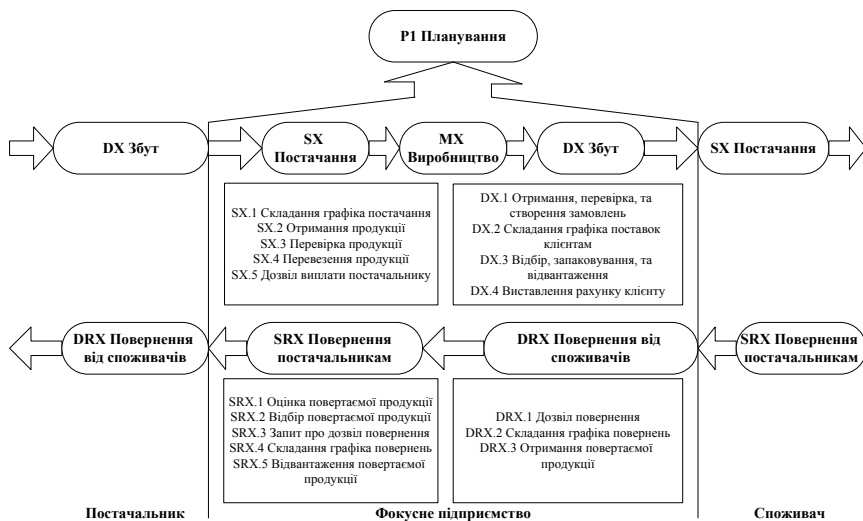 P1 Планування
DX Збут
SX
Постачання
MX
Виробництво
DX Збут
SX Постачання
SX.1 Складання графіка постачання
SX.2 Отримання продукції
SX.3 Перевірка продукції
SX.4 Перевезення продукції
SX.5 Дозвіл виплати постачальнику
DX.1 Отримання, перевірка, та
створення замовлень
DX.2 Складання графіка поставок
клієнтам
DX.3 Відбір, запаковування, та
відвантаження
DX.4 Виставлення рахунку клієнту
DRX Повернення
від споживачів
SRX Повернення
постачальникам
DRX Повернення від
споживачів
SRX Повернення
постачальникам
SRX.1 Оцінка повертаємої продукції
SRX.2 Відбір повертаємої продукції
SRX.3 Запит про дозвіл повернення
SRX.4 Складання графіка повернень
SRX.5 Відвантаження повертаємої
продукції
DRX.1 Дозвіл повернення
DRX.2 Складання графіка повернень
DRX.3 Отримання повертаємої
продукції
Постачальник
Фокусне підприємство
Споживач